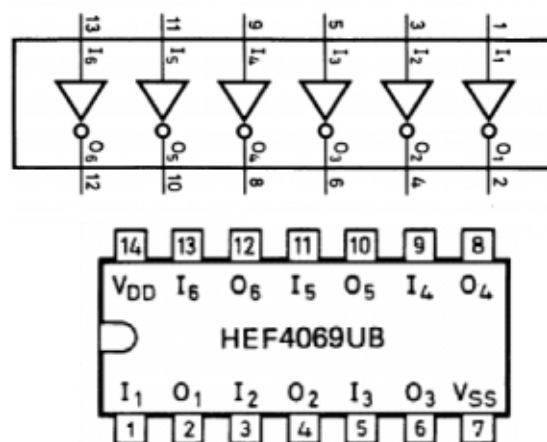 13 11 9 5 3 1
I6 I5 I4 I3 I2 I1
O6 O5 O4 O3 O2 O1
12 10 8 6 4 2
14 13 12 11 10 9 8
VDD I6 O6 I5 O5 I4 O4
HEF4069UB
I1 O1 I2 O2 I3 O3 VSS
1 2 3 4 5 6 7